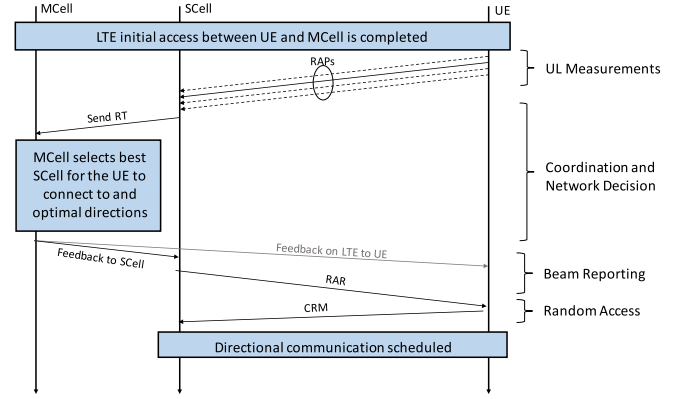 MCell
SCell
UE
LTE initial access between UE and MCell is completed
RAPs
UL Measurements
Send RT
MCell selects best
SCell for the UE to
connect to and
optimal directions
Coordination and
Network Decision
Feedback on LTE to UE
Feedback to SCell
RAR
Beam Reporting
CRM
Random Access
Directional communication scheduled